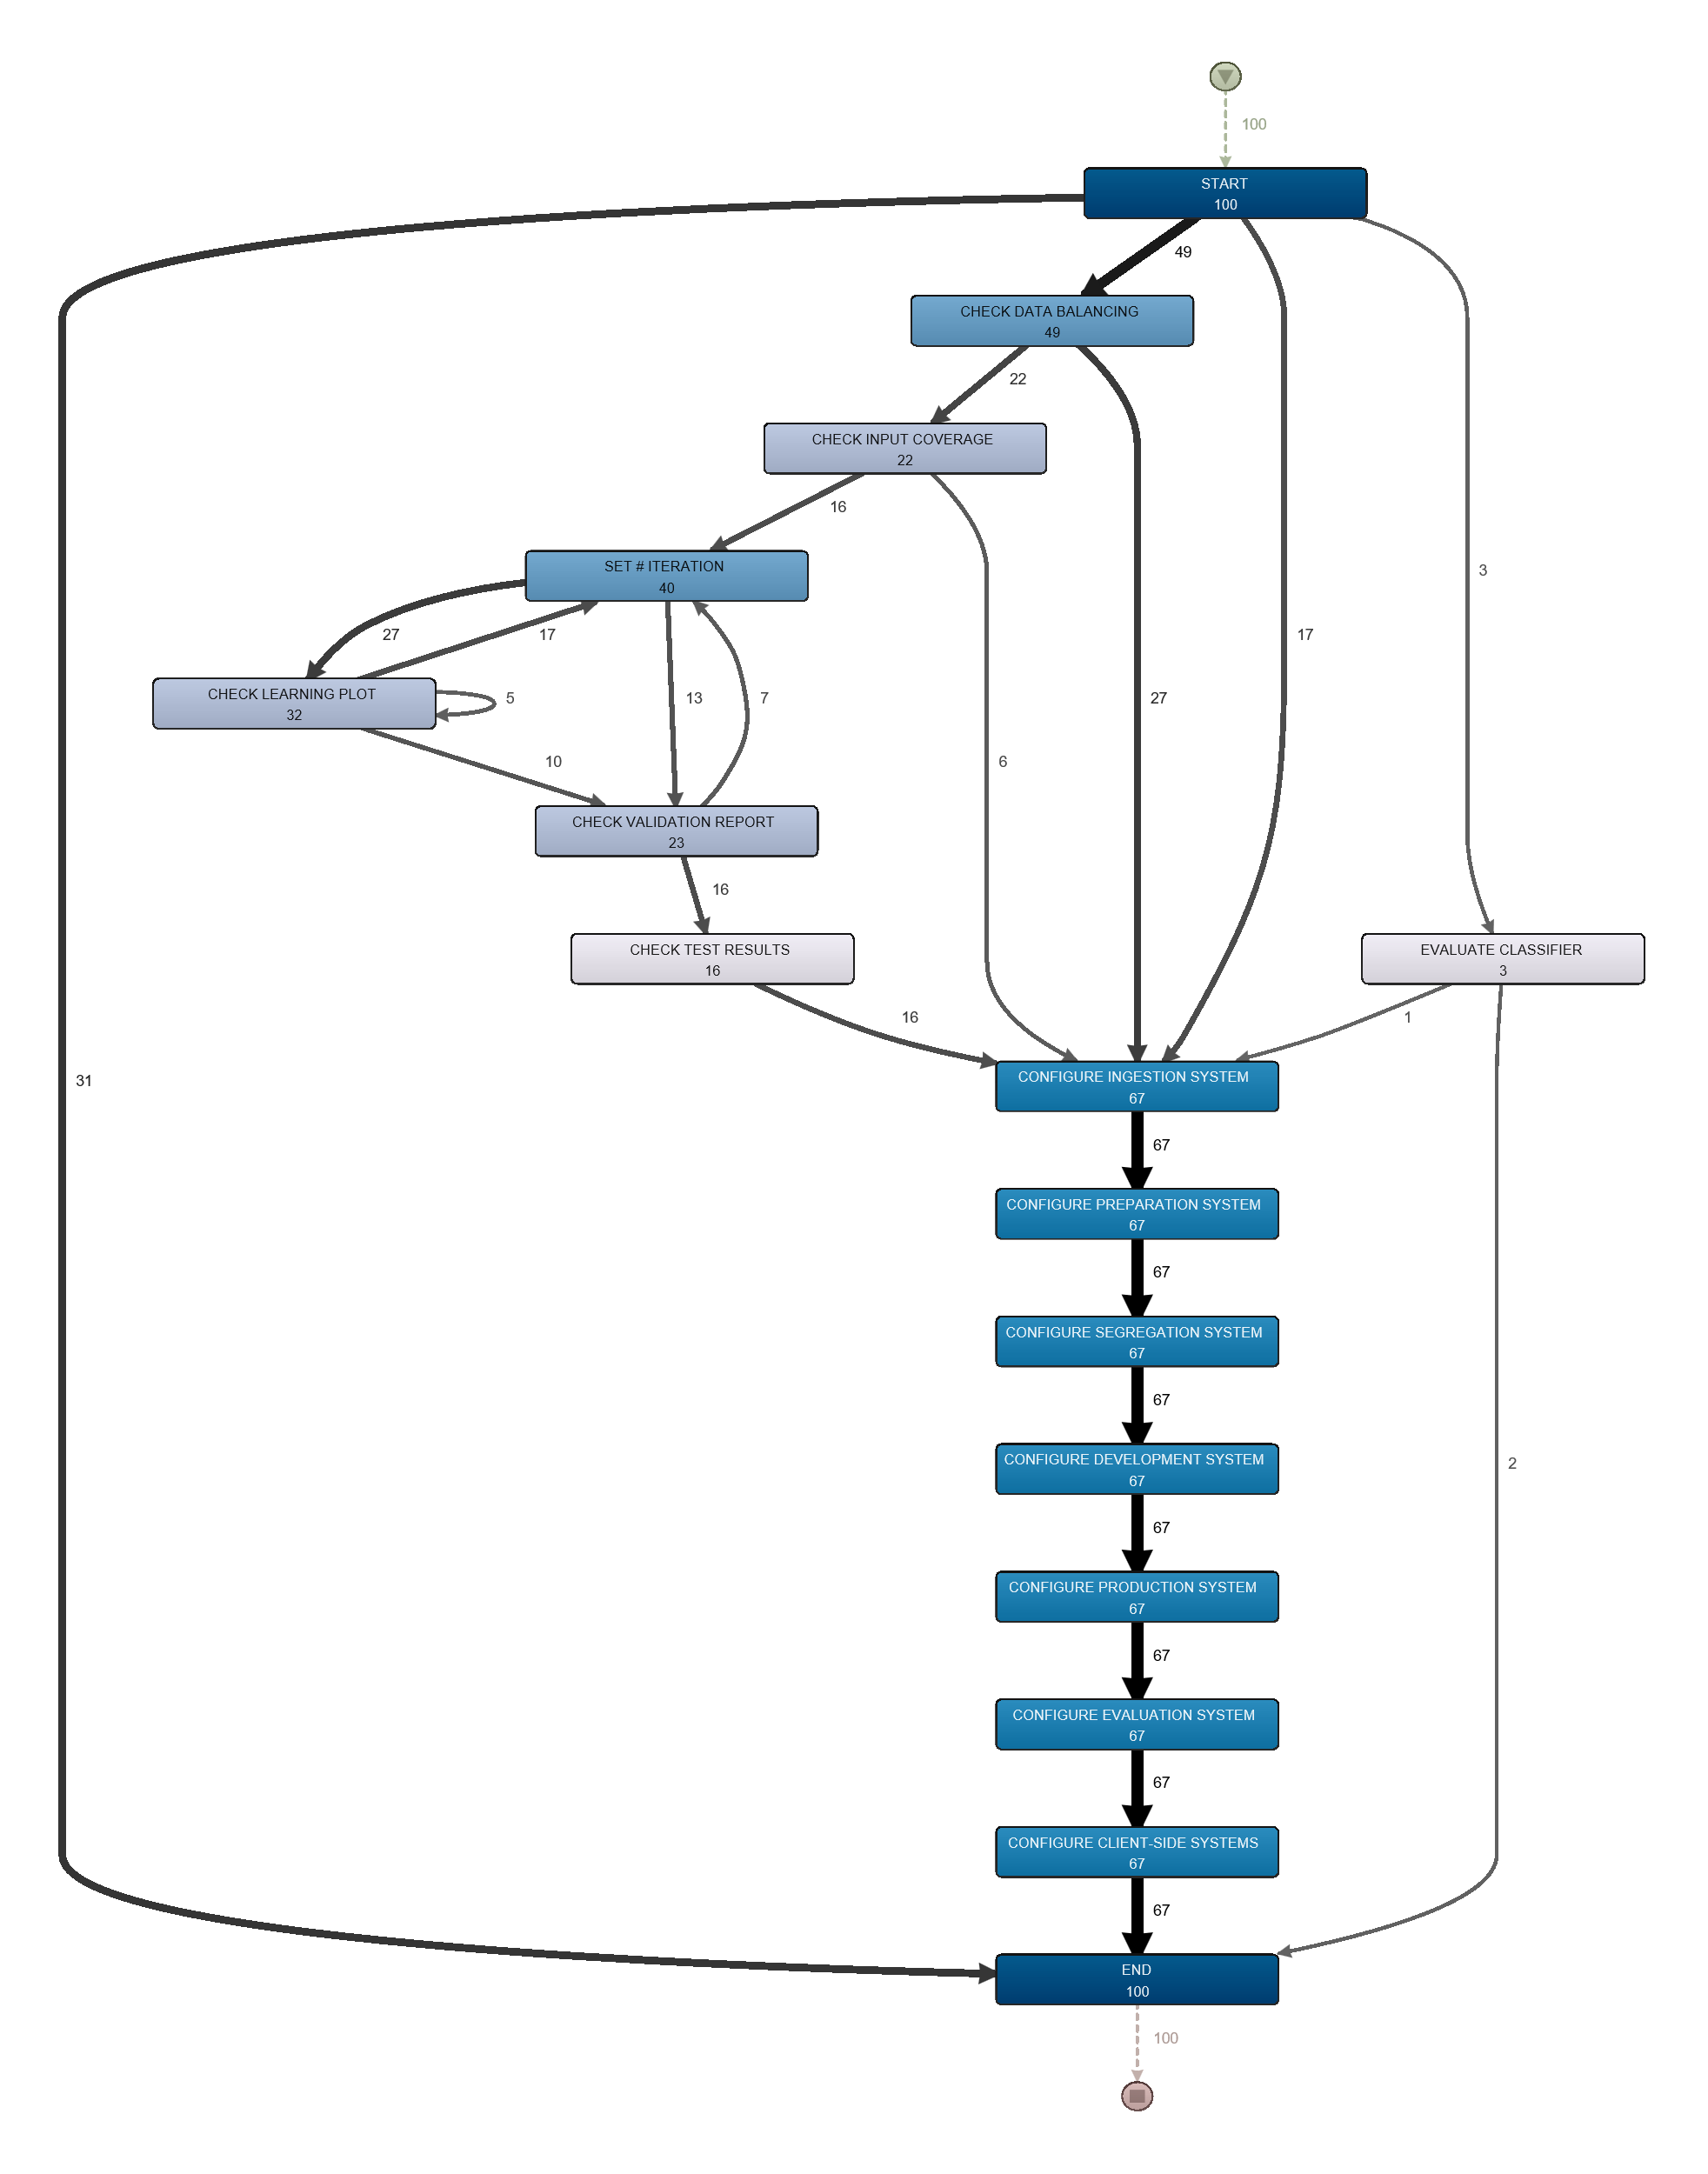 100
START
100
49
CHECK DATA BALANCING
49
22
CHECK INPUT COVERAGE
22
16
SET # ITERATION
40
3
27
17
17
CHECK LEARNING PLOT
32
5
13
7
27
10
6
CHECK VALIDATION REPORT
23
16
CHECK TEST RESULTS
16
EVALUATE CLASSIFIER
3
16
1
CONFIGURE INGESTION SYSTEM
67
31
67
CONFIGURE PREPARATION SYSTEM
67
67
CONFIGURE SEGREGATION SYSTEM
67
67
CONFIGURE DEVELOPMENT SYSTEM
67
2
67
CONFIGURE PRODUCTION SYSTEM
67
67
CONFIGURE EVALUATION SYSTEM
67
67
CONFIGURE CLIENT-SIDE SYSTEMS
67
67
END
100
100